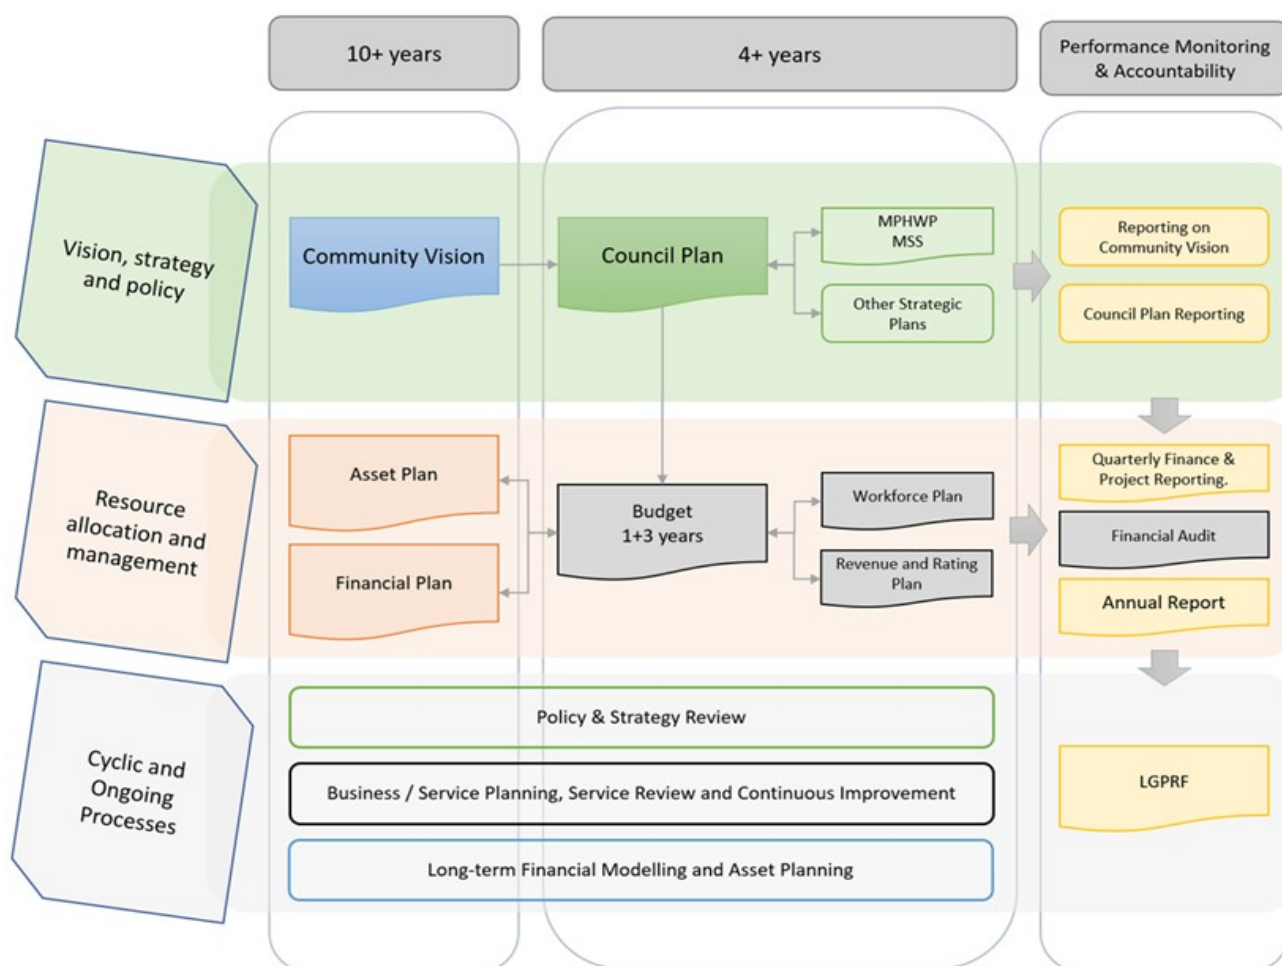 10+ years
4+ years
Performance Monitoring
& Accountability
Vision, strategy
and policy
Community Vision
Council Plan
MPHWP
MSS
Other Strategic
Plans
Reporting on
Community Vision
Council Plan Reporting
Resource
allocation and
management
Asset Plan
Financial Plan
Budget
1+3 years
Workforce Plan
Revenue and Rating
Plan
Quarterly Finance &
Project Reporting.
Financial Audit
Annual Report
Cyclic and
Ongoing
Processes
Policy & Strategy Review
Business / Service Planning, Service Review and Continuous Improvement
Long-term Financial Modelling and Asset Planning
LGPRF